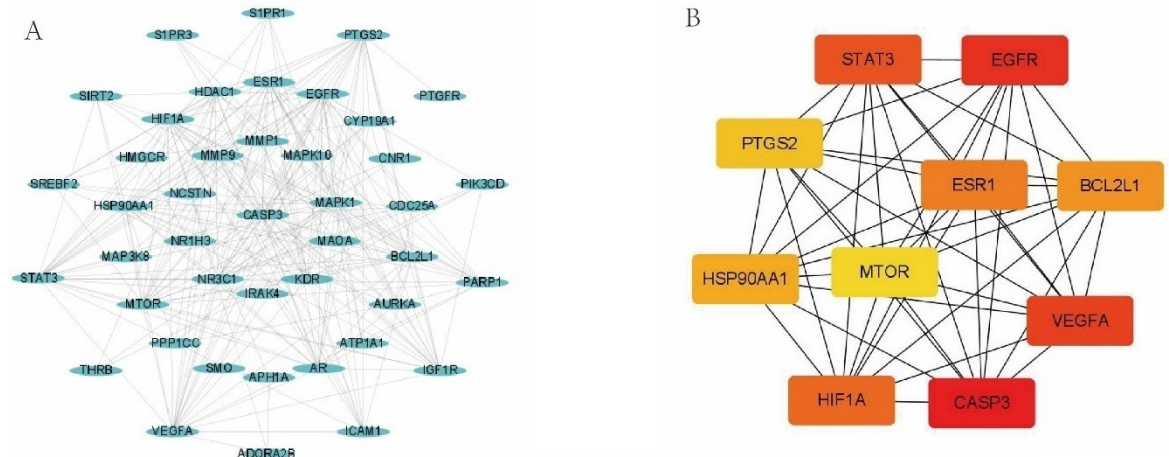 A
S1PR1
S1PR3
PTGS2
ESR1
HDAC1
EGFR
SIRT2
PTGFR
HIF1A
CYP19A1
MMP1
HMGCR
MMP9
MAPK10
CNR1
SREBF2
NCSTN
PIK3CD
HSP90AA1
MAPK1
CDC25A
CASP3
NR1H3
MAOA
MAP3K8
BCL2L1
STAT3
NR3C1
KDR
PARP1
IRAK4
MTOR
AURKA
PPP1CC
ATP1A1
THRB
SMO
AR
IGF1R
APH1A
VEGFA
ICAM1
ADORA2B
B
STAT3
EGFR
PTGS2
ESR1
BCL2L1
HSP90AA1
MTOR
VEGFA
HIF1A
CASP3